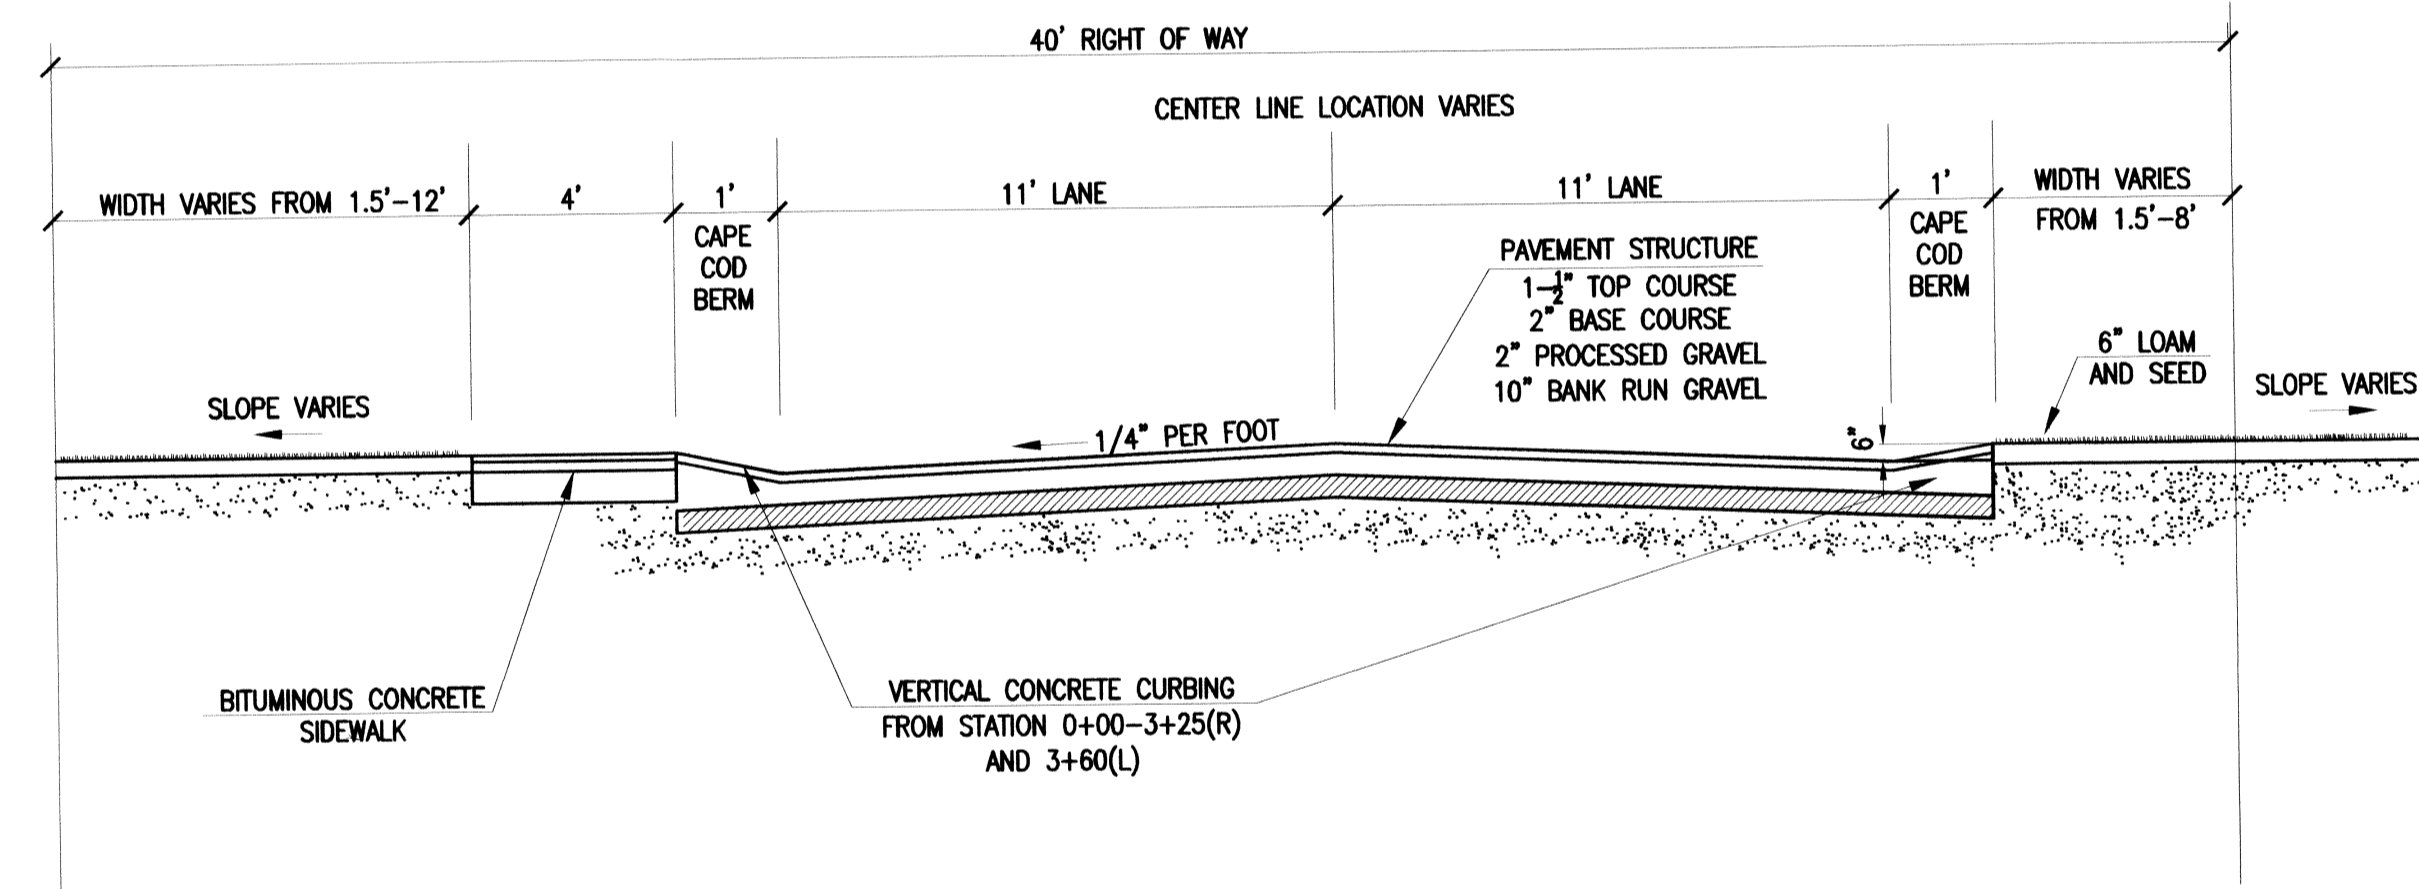 40' RIGHT OF WAY
CENTER LINE LOCATION VARIES
WIDTH VARIES FROM 1.5'-12'
4'
1'
CAPE
COD
BERM
11' LANE
11' LANE
1'
CAPE
COD
BERM
WIDTH VARIES
FROM 1.5'-8'
PAVEMENT STRUCTURE
1-1/2" TOP COURSE
2" BASE COURSE
2" PROCESSED GRAVEL
10" BANK RUN GRAVEL
6" LOAM
AND SEED
SLOPE VARIES
SLOPE VARIES
1/4" PER FOOT
6"
BITUMINOUS CONCRETE
SIDEWALK
VERTICAL CONCRETE CURBING
FROM STATION 0+00-3+25(R)
AND 3+60(L)